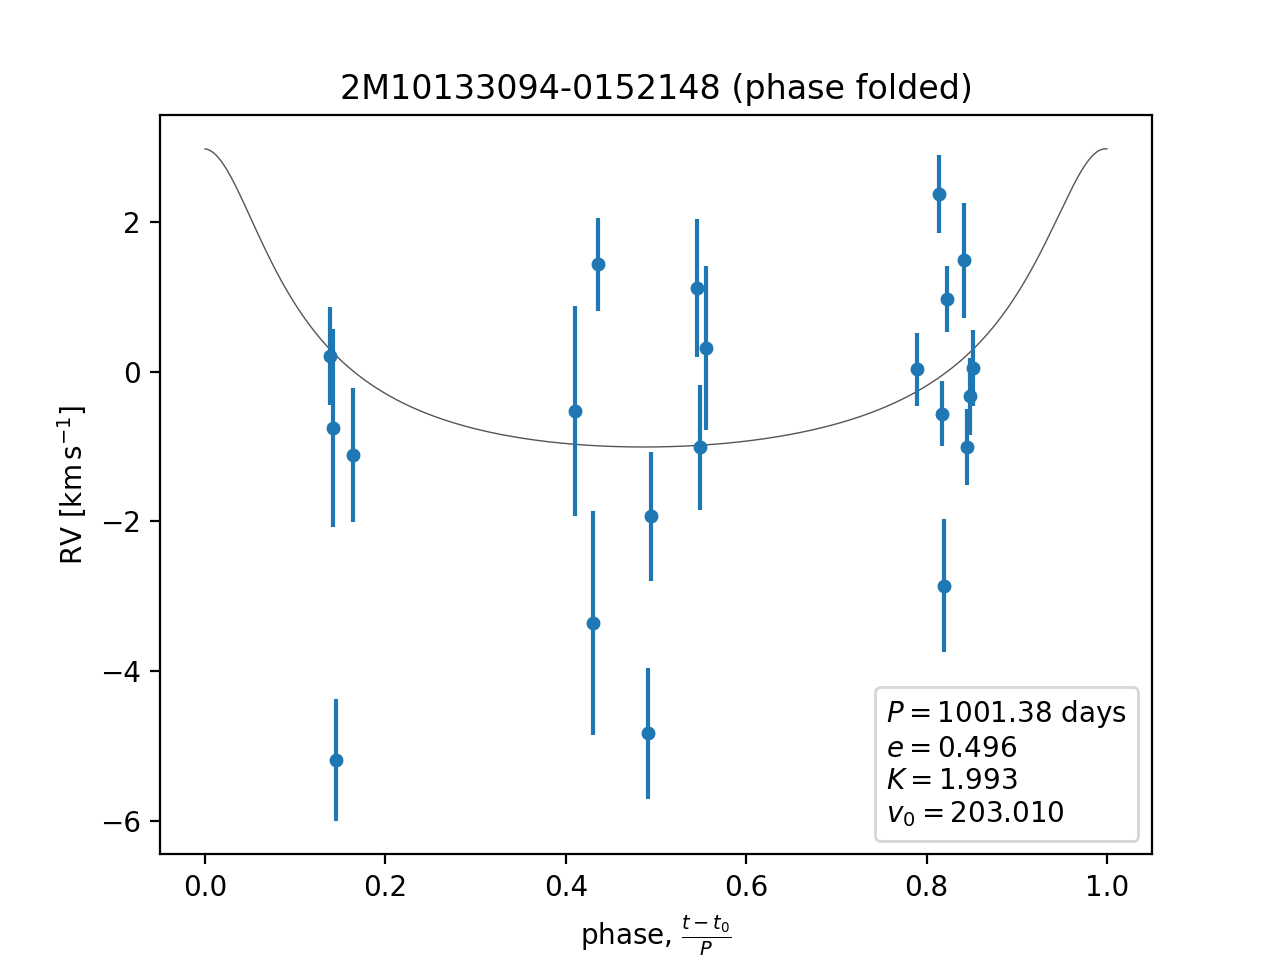 2M10133094-0152148 (phase folded)
RV [km s⁻¹]
2
0
−2
−4
−6
P = 1001.38 days
e = 0.496
K = 1.993
v₀ = 203.010
0.0 0.2 0.4 0.6 0.8 1.0
phase, (t − t₀)/P